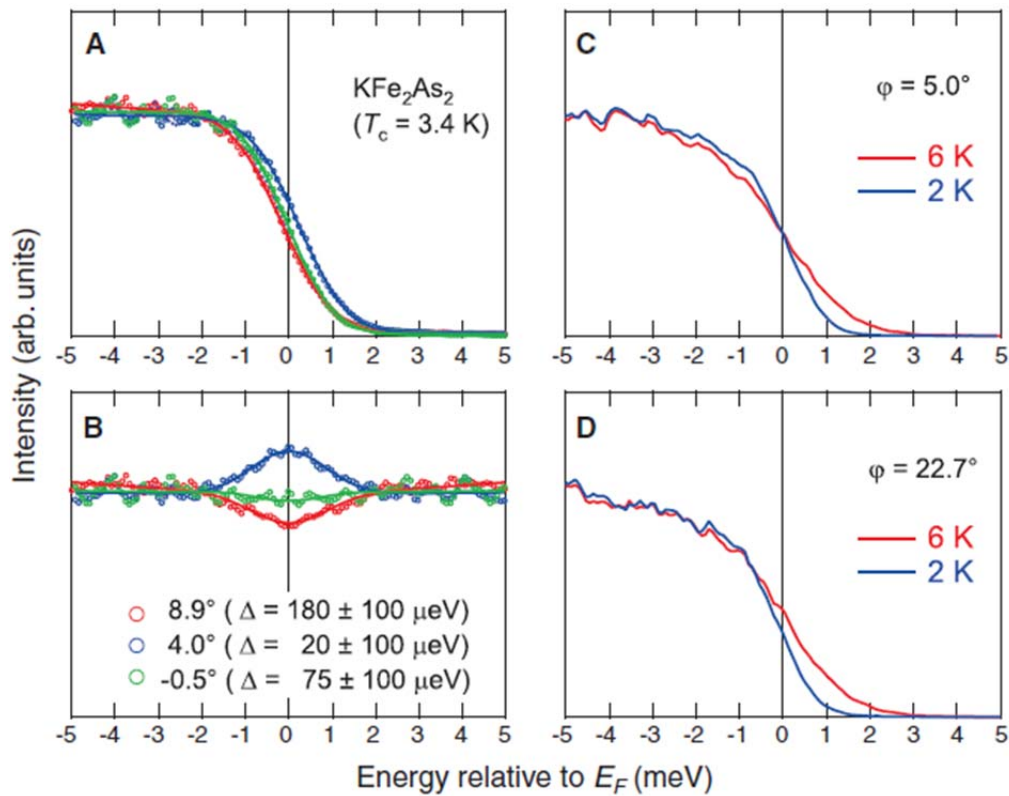 A
KFe₂As₂
(Tc = 3.4 K)
-5 -4 -3 -2 -1 0 1 2 3 4 5
C
φ = 5.0°
6 K
2 K
-5 -4 -3 -2 -1 0 1 2 3 4 5
B
8.9° ( Δ = 180 ± 100 μeV)
4.0° ( Δ = 20 ± 100 μeV)
-0.5° ( Δ = 75 ± 100 μeV)
-5 -4 -3 -2 -1 0 1 2 3 4 5
D
φ = 22.7°
6 K
2 K
-5 -4 -3 -2 -1 0 1 2 3 4 5
Intensity (arb. units)
Energy relative to EF (meV)